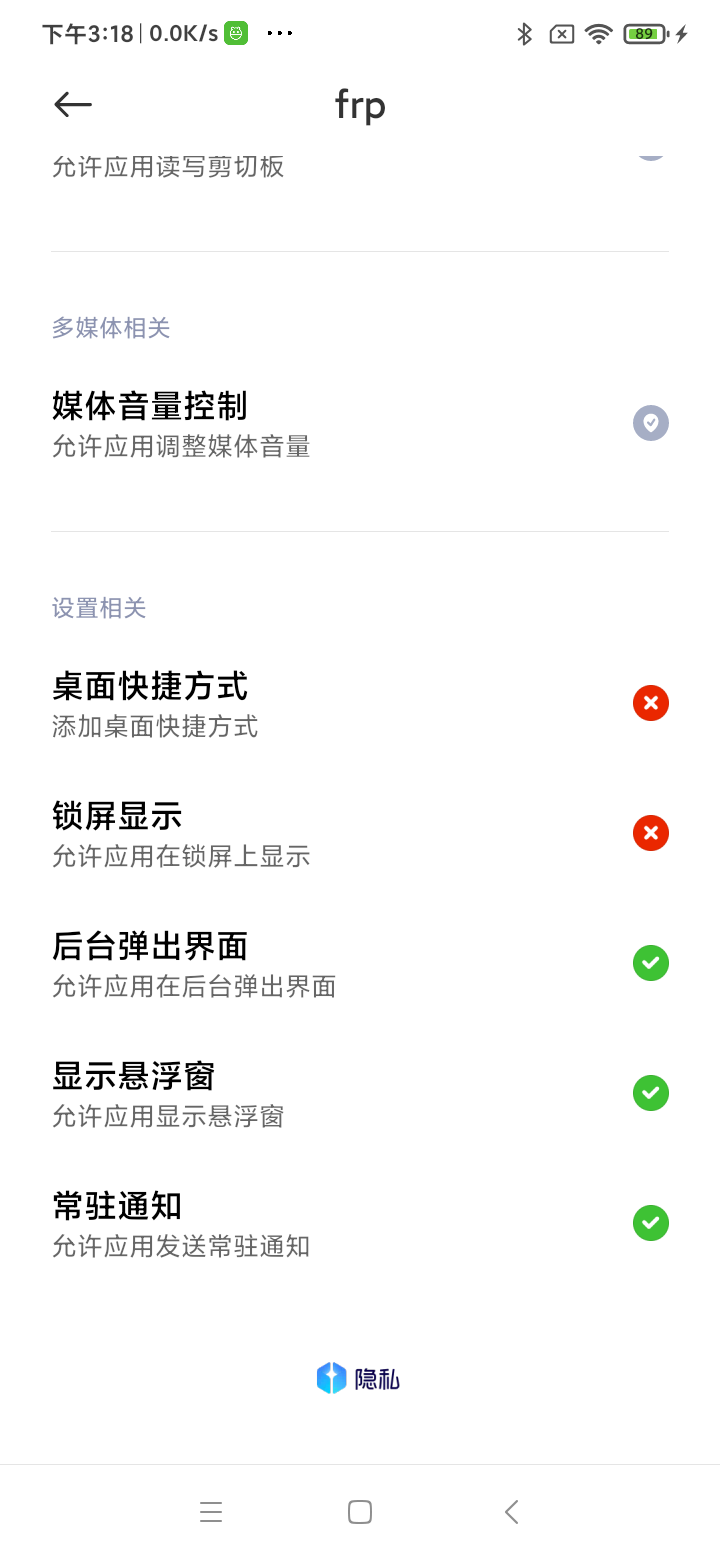 下午3:18 | 0.0K/s ··· 89
frp
允许应用读写剪切板
多媒体相关
媒体音量控制
允许应用调整媒体音量
设置相关
桌面快捷方式
添加桌面快捷方式
锁屏显示
允许应用在锁屏上显示
后台弹出界面
允许应用在后台弹出界面
显示悬浮窗
允许应用显示悬浮窗
常驻通知
允许应用发送常驻通知
隐私